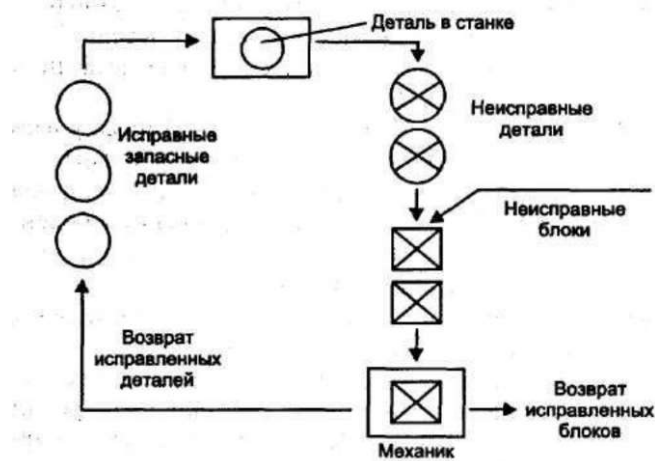 Деталь в станке
Неисправные
детали
Исправные
запасные
детали
Неисправные
блоки
Возврат
исправленных
деталей
Возврат
исправленных
блоков
Механик